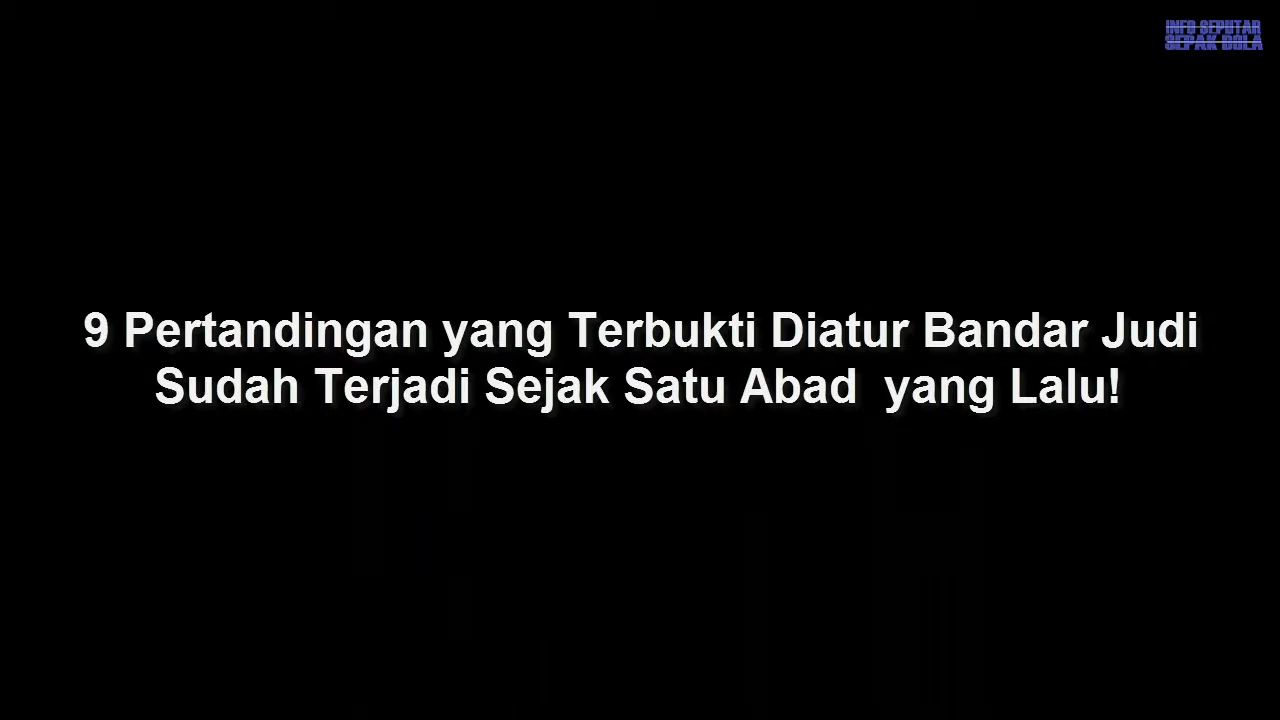 INFO SEPUTAR
SEPAK BOLA
9 Pertandingan yang Terbukti Diatur Bandar Judi
Sudah Terjadi Sejak Satu Abad  yang Lalu!